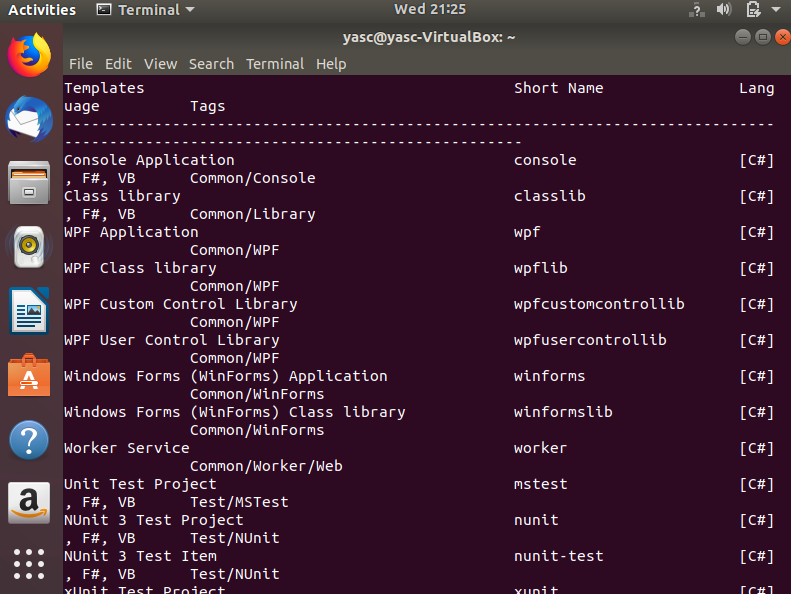 Activities Terminal Wed 21:25
yasc@yasc-VirtualBox: ~
File Edit View Search Terminal Help
Templates Short Name Lang
uage Tags
-------------------------------------------------------------------------------
---------------------------------------------------
Console Application console [C#]
, F#, VB Common/Console
Class library classlib [C#]
, F#, VB Common/Library
WPF Application wpf [C#]
Common/WPF
WPF Class library wpflib [C#]
Common/WPF
WPF Custom Control Library wpfcustomcontrollib [C#]
Common/WPF
WPF User Control Library wpfusercontrollib [C#]
Common/WPF
Windows Forms (WinForms) Application winforms [C#]
Common/WinForms
Windows Forms (WinForms) Class library winformslib [C#]
Common/WinForms
Worker Service worker [C#]
Common/Worker/Web
Unit Test Project mstest [C#]
, F#, VB Test/MSTest
NUnit 3 Test Project nunit [C#]
, F#, VB Test/NUnit
NUnit 3 Test Item nunit-test [C#]
, F#, VB Test/NUnit
xUnit Test Project xunit [C#]